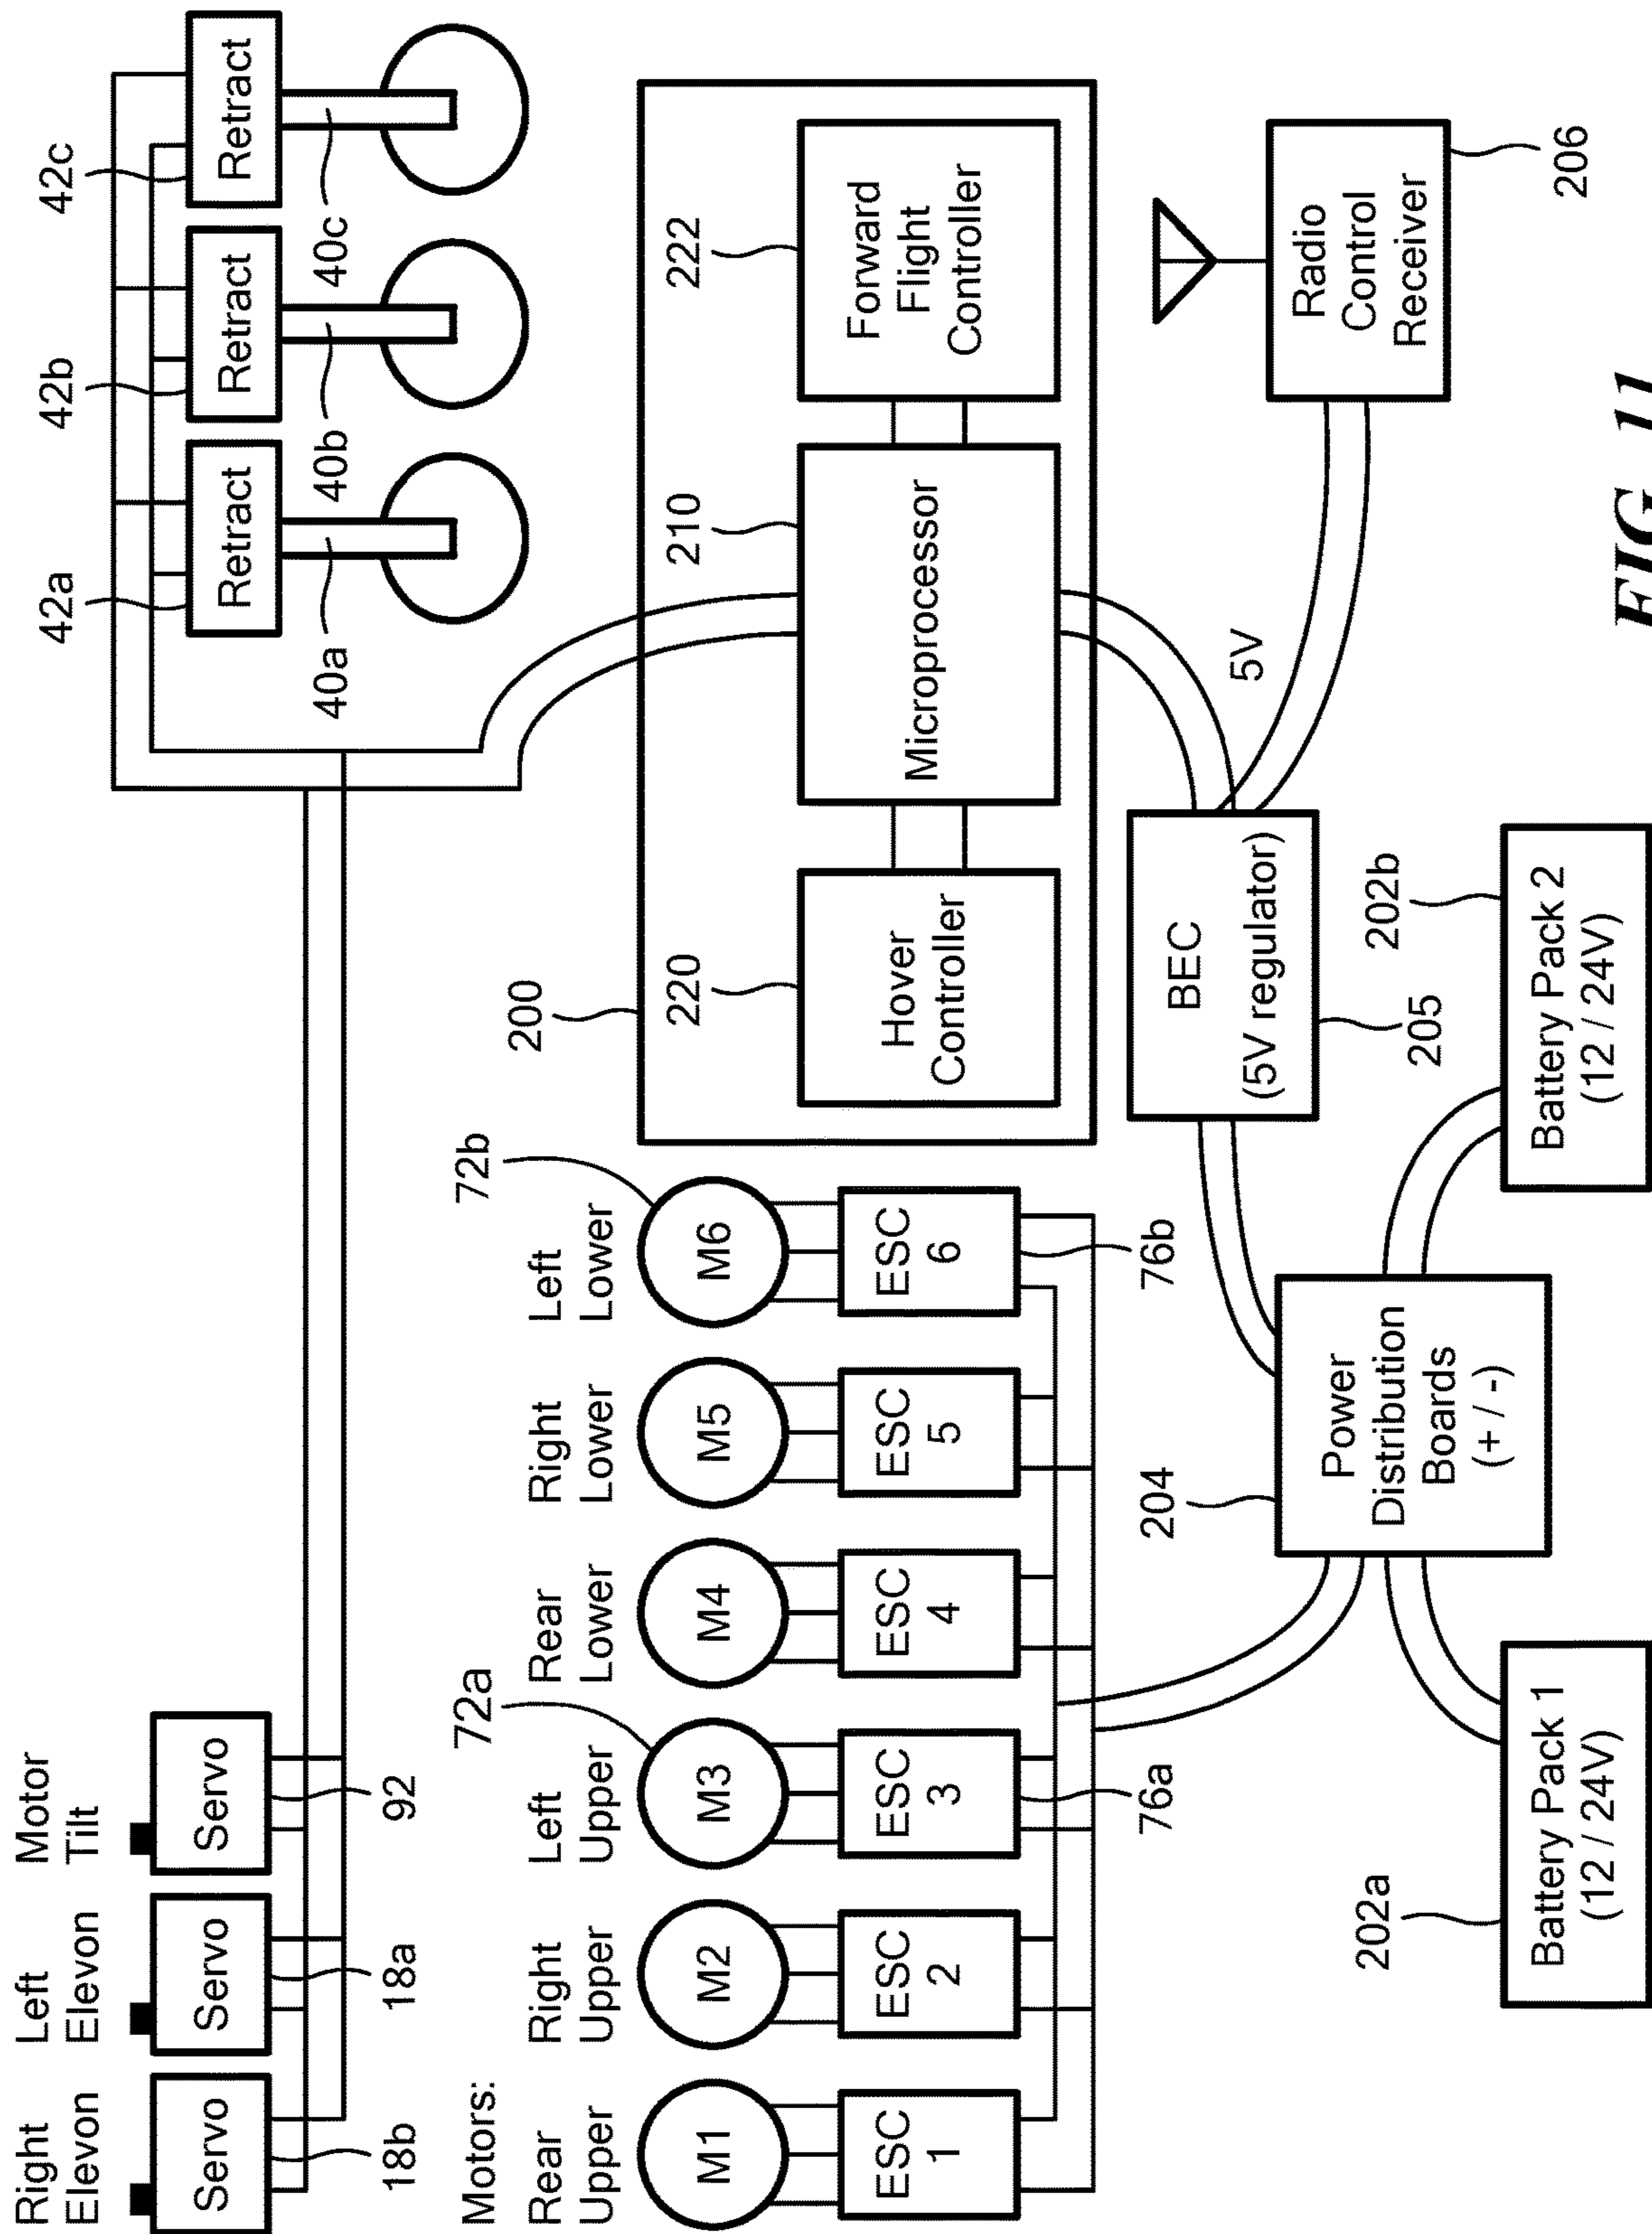 Right
Elevon
Left
Elevon
Motor
Tilt
Servo
Servo
Servo
18b
18a
92
42a
42b
42c
Retract
Retract
Retract
40a
40b
40c
Motors:
Rear
Upper
Right
Upper
Left
Upper
Rear
Lower
Right
Lower
Left
Lower
72a
72b
M1
M2
M3
M4
M5
M6
ESC
1
ESC
2
ESC
3
ESC
4
ESC
5
ESC
6
76a
76b
200
220
210
222
Hover
Controller
Microprocessor
Forward
Flight
Controller
204
Power
Distribution
Boards
(+ / -)
BEC
(5V regulator)
205
5V
Radio
Control
Receiver
206
202a
Battery Pack 1
(12 / 24V)
202b
Battery Pack 2
(12 / 24V)
FIG. 11